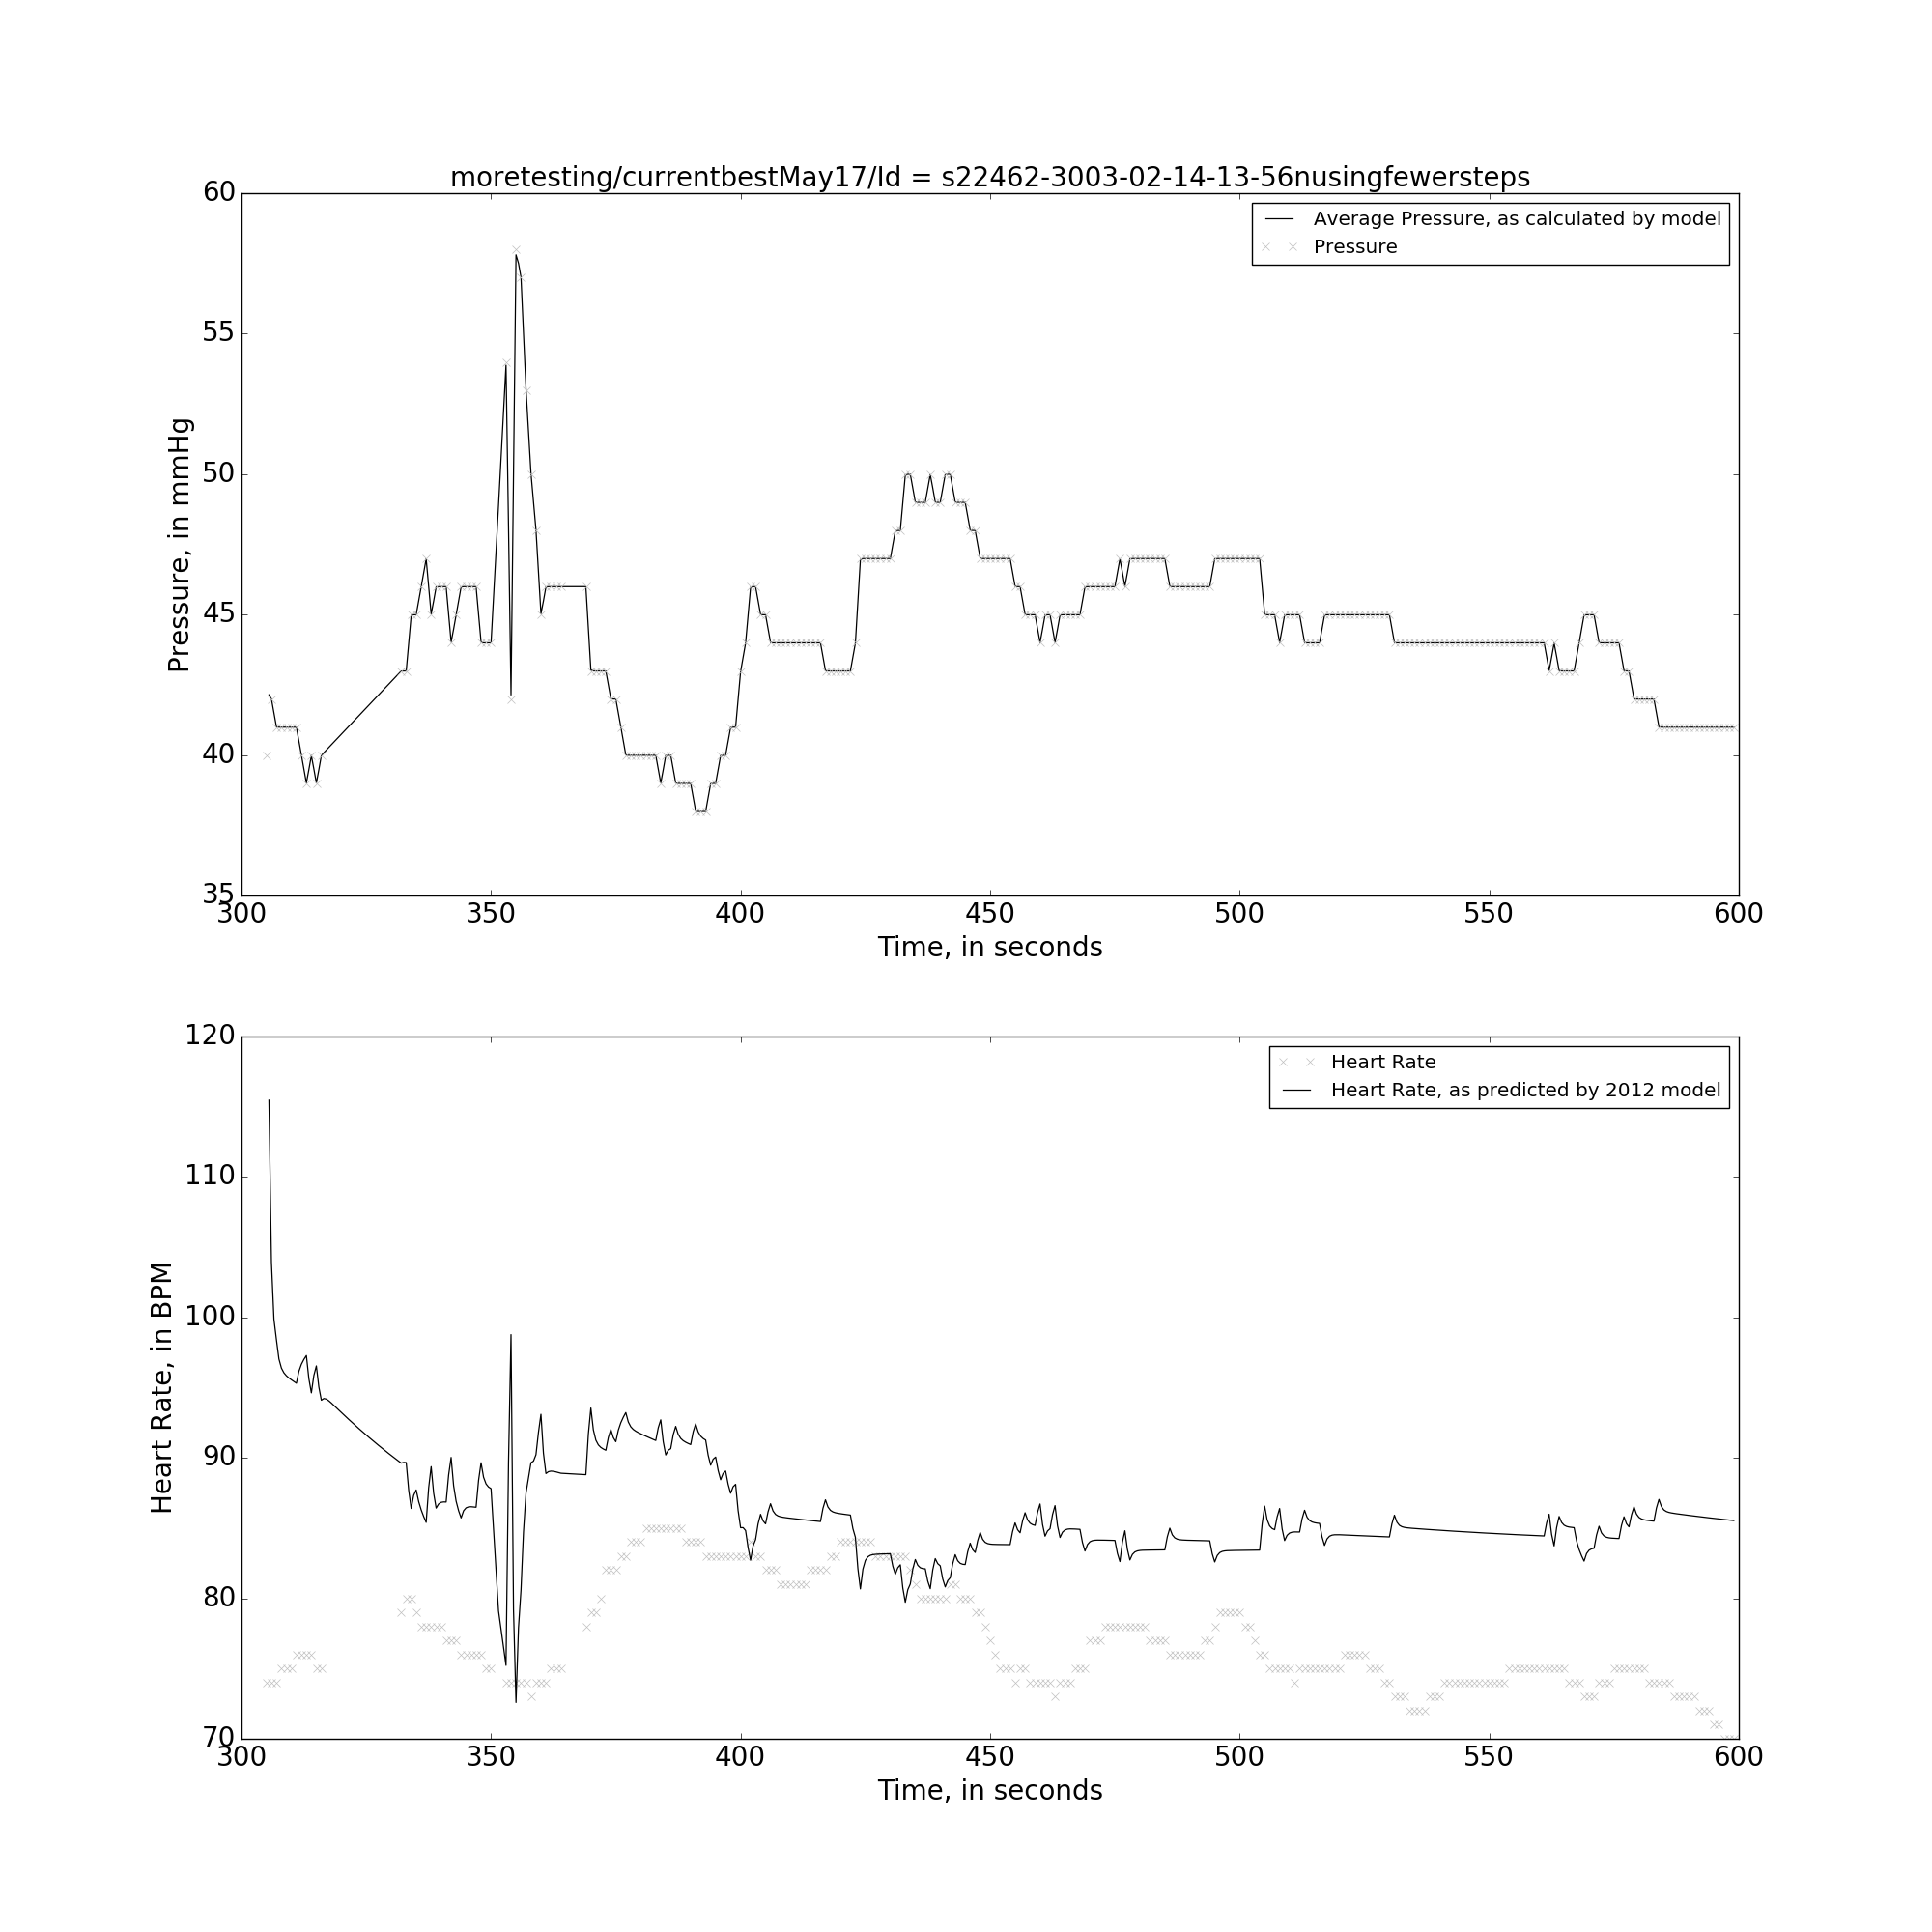 moretesting/currentbestMay17/Id = s22462-3003-02-14-13-56nusingfewersteps
60
55
50
45
40
35
Pressure, in mmHg
Average Pressure, as calculated by model
Pressure
300 350 400 450 500 550 600
Time, in seconds
120
110
100
90
80
70
Heart Rate, in BPM
Heart Rate
Heart Rate, as predicted by 2012 model
300 350 400 450 500 550 600
Time, in seconds